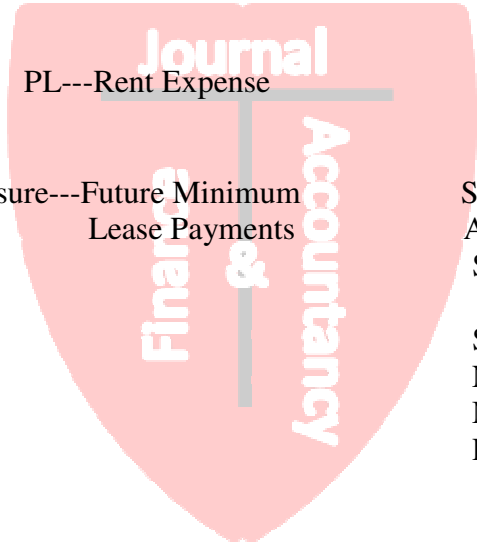 Journal
PL---Rent Expense
Accountancy
sure---Future Minimum
Lease Payments
Finance
&